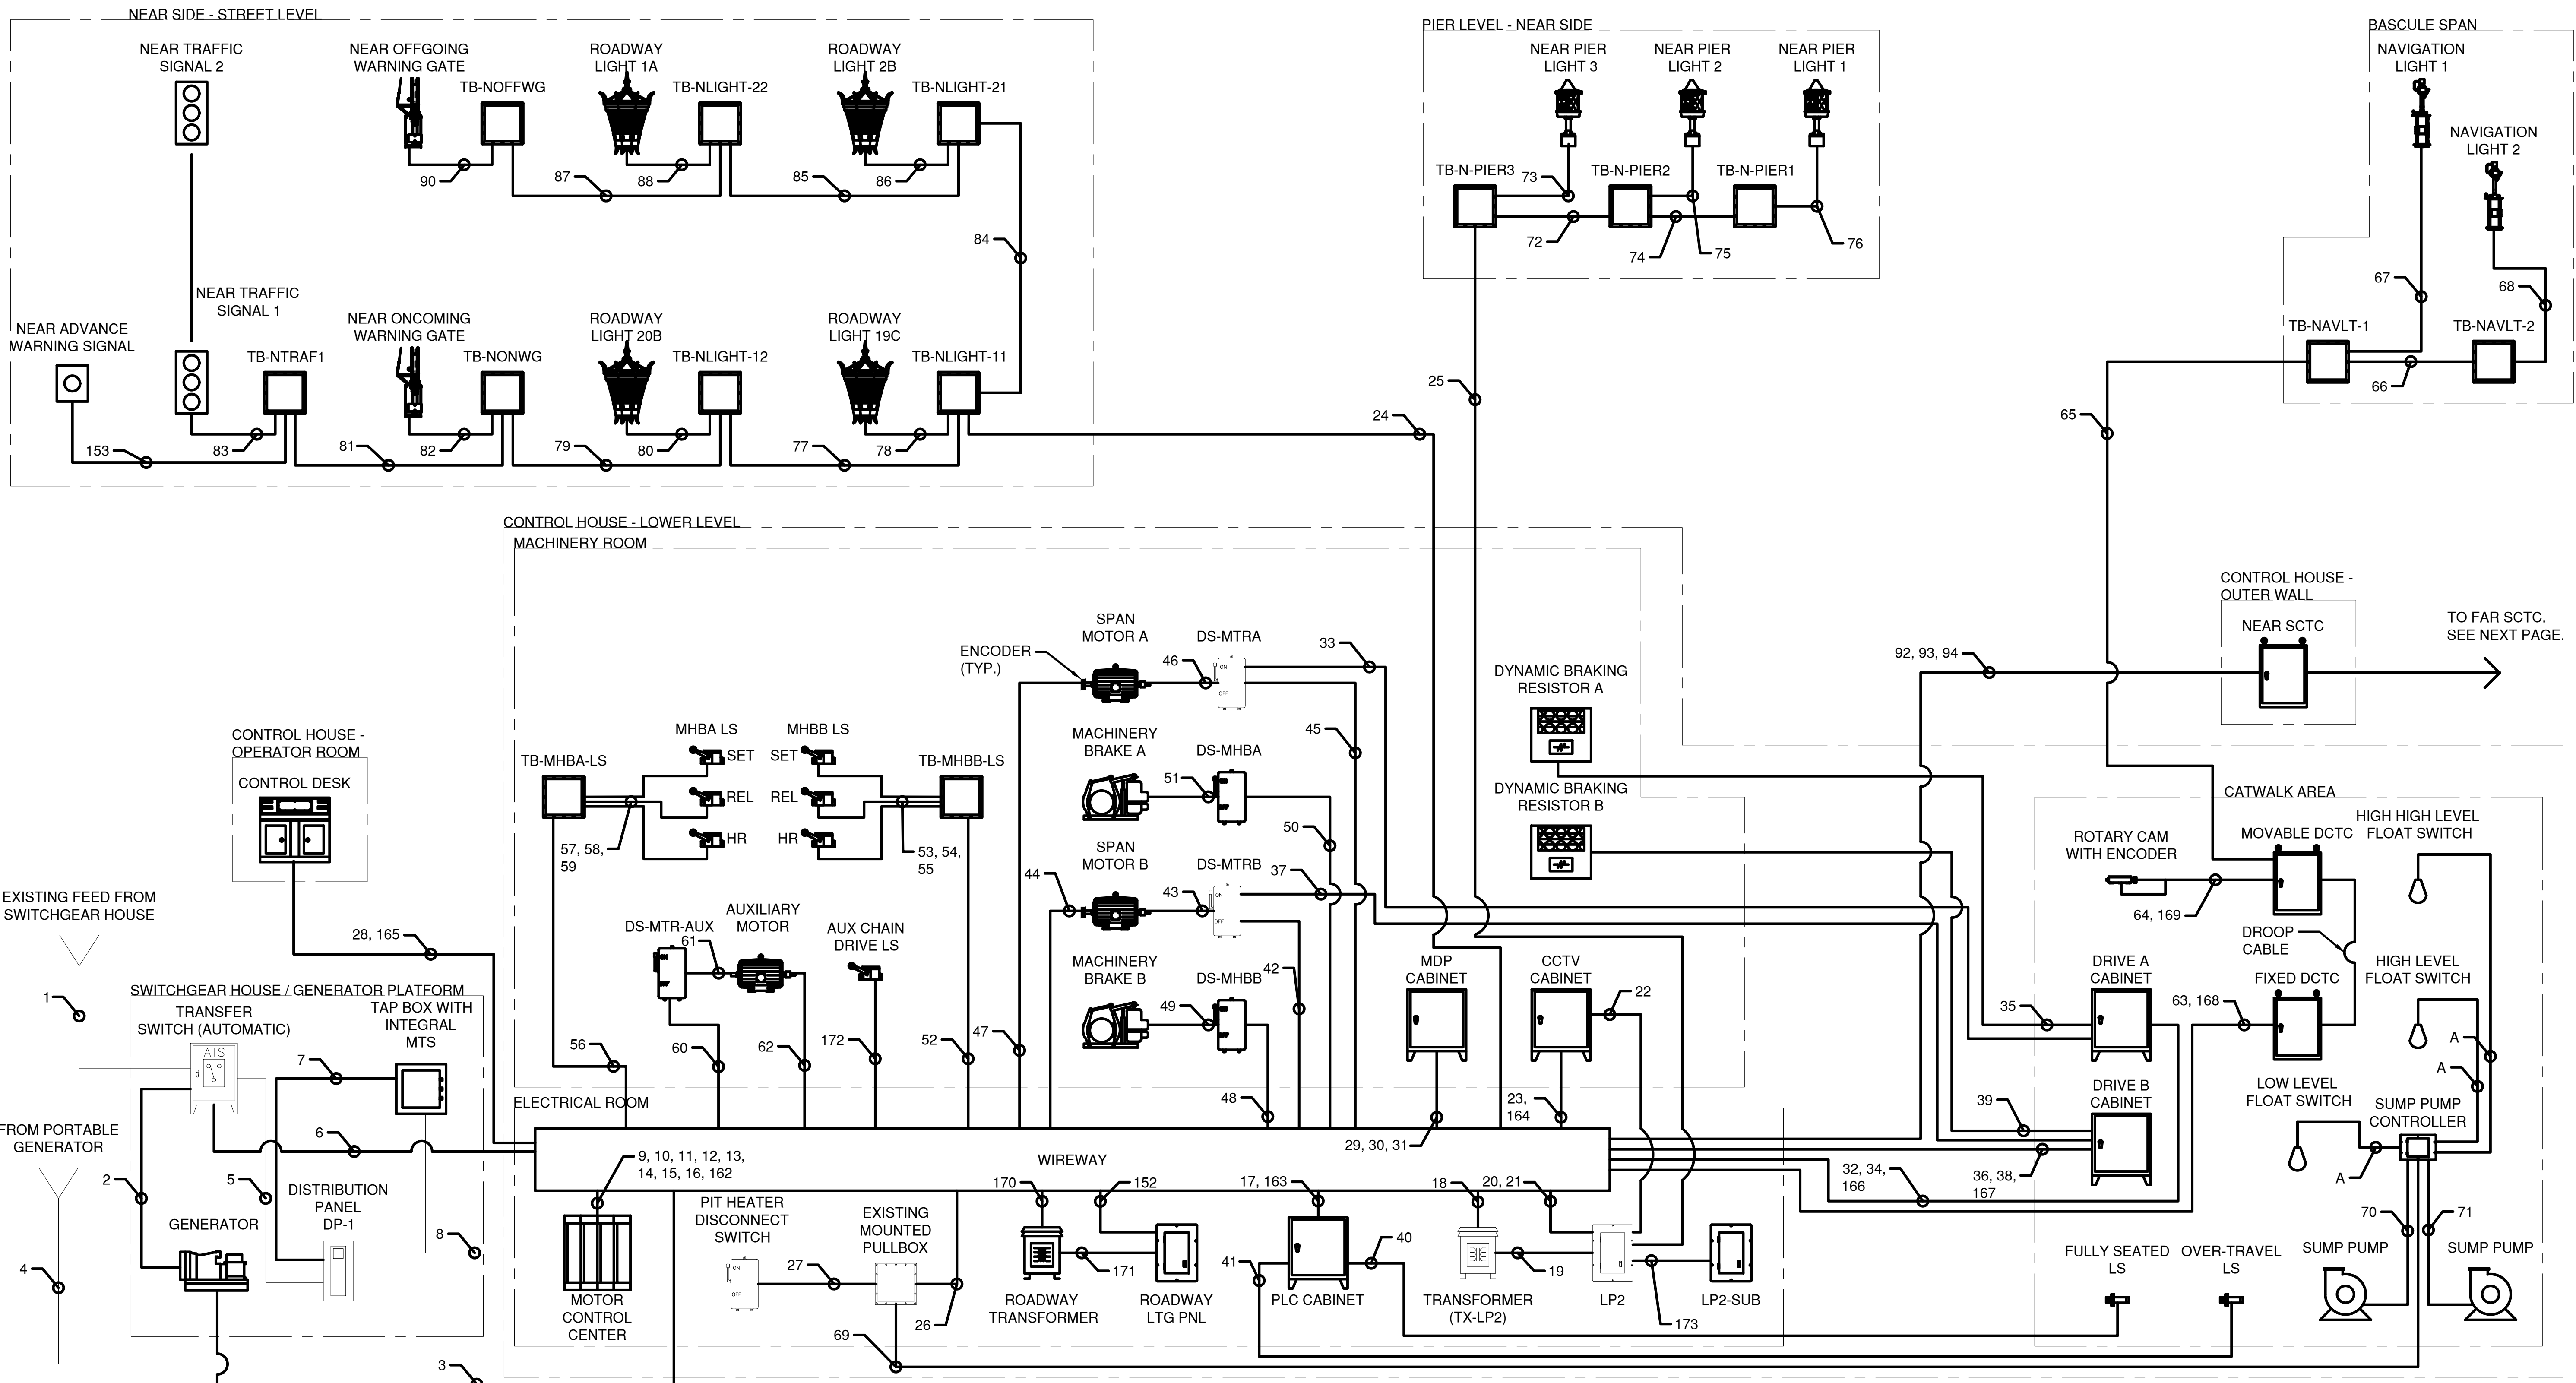 NEAR SIDE - STREET LEVEL
NEAR TRAFFIC
SIGNAL 2
NEAR OFFGOING
WARNING GATE
TB-NOFFWG
ROADWAY
LIGHT 1A
TB-NLIGHT-22
ROADWAY
LIGHT 2B
TB-NLIGHT-21
90
87
88
85
86
84
NEAR TRAFFIC
SIGNAL 1
NEAR ADVANCE
WARNING SIGNAL
TB-NTRAF1
NEAR ONCOMING
WARNING GATE
TB-NONWG
ROADWAY
LIGHT 20B
TB-NLIGHT-12
ROADWAY
LIGHT 19C
TB-NLIGHT-11
153
83
81
82
79
80
77
78
24
PIER LEVEL - NEAR SIDE
NEAR PIER
LIGHT 3
NEAR PIER
LIGHT 2
NEAR PIER
LIGHT 1
TB-N-PIER3
73
TB-N-PIER2
TB-N-PIER1
72
74
75
76
25
BASCULE SPAN
NAVIGATION
LIGHT 1
NAVIGATION
LIGHT 2
67
68
TB-NAVLT-1
TB-NAVLT-2
66
65
CONTROL HOUSE - LOWER LEVEL
MACHINERY ROOM
ENCODER
(TYP.)
SPAN
MOTOR A
46
DS-MTRA
33
45
MACHINERY
BRAKE A
51
DS-MHBA
50
SPAN
MOTOR B
44
43
DS-MTRB
37
42
MACHINERY
BRAKE B
49
DS-MHBB
47
48
ON
OFF
ON
OFF
ON
OFF
ON
OFF
DYNAMIC BRAKING
RESISTOR A
DYNAMIC BRAKING
RESISTOR B
TB-MHBA-LS
MHBA LS
SET
REL
HR
MHBB LS
SET
REL
HR
TB-MHBB-LS
57, 58,
59
53, 54,
55
DS-MTR-AUX
ON
OFF
61
AUXILIARY
MOTOR
AUX CHAIN
DRIVE LS
56
60
62
172
52
MDP
CABINET
CCTV
CABINET
22
29, 30, 31
23,
164
CONTROL HOUSE -
OUTER WALL
NEAR SCTC
TO FAR SCTC.
SEE NEXT PAGE.
92, 93, 94
CONTROL HOUSE -
OPERATOR ROOM
CONTROL DESK
28, 165
EXISTING FEED FROM
SWITCHGEAR HOUSE
1
SWITCHGEAR HOUSE / GENERATOR PLATFORM
TRANSFER
SWITCH (AUTOMATIC)
ATS
TAP BOX WITH
INTEGRAL
MTS
7
6
FROM PORTABLE
GENERATOR
2
5
DISTRIBUTION
PANEL
DP-1
GENERATOR
4
8
3
ELECTRICAL ROOM
WIREWAY
9, 10, 11, 12, 13,
14, 15, 16, 162
MOTOR
CONTROL
CENTER
PIT HEATER
DISCONNECT
SWITCH
ON
OFF
27
EXISTING
MOUNTED
PULLBOX
26
69
170
152
171
ROADWAY
TRANSFORMER
ROADWAY
LTG PNL
17, 163
41
40
PLC CABINET
18
20, 21
19
TRANSFORMER
(TX-LP2)
LP2
173
LP2-SUB
CATWALK AREA
ROTARY CAM
WITH ENCODER
MOVABLE DCTC
HIGH HIGH LEVEL
FLOAT SWITCH
64, 169
DROOP
CABLE
DRIVE A
CABINET
35
63, 168
FIXED DCTC
HIGH LEVEL
FLOAT SWITCH
A
A
DRIVE B
CABINET
39
LOW LEVEL
FLOAT SWITCH
SUMP PUMP
CONTROLLER
A
32, 34,
166
36, 38,
167
70
71
FULLY SEATED
LS
OVER-TRAVEL
LS
SUMP PUMP
SUMP PUMP